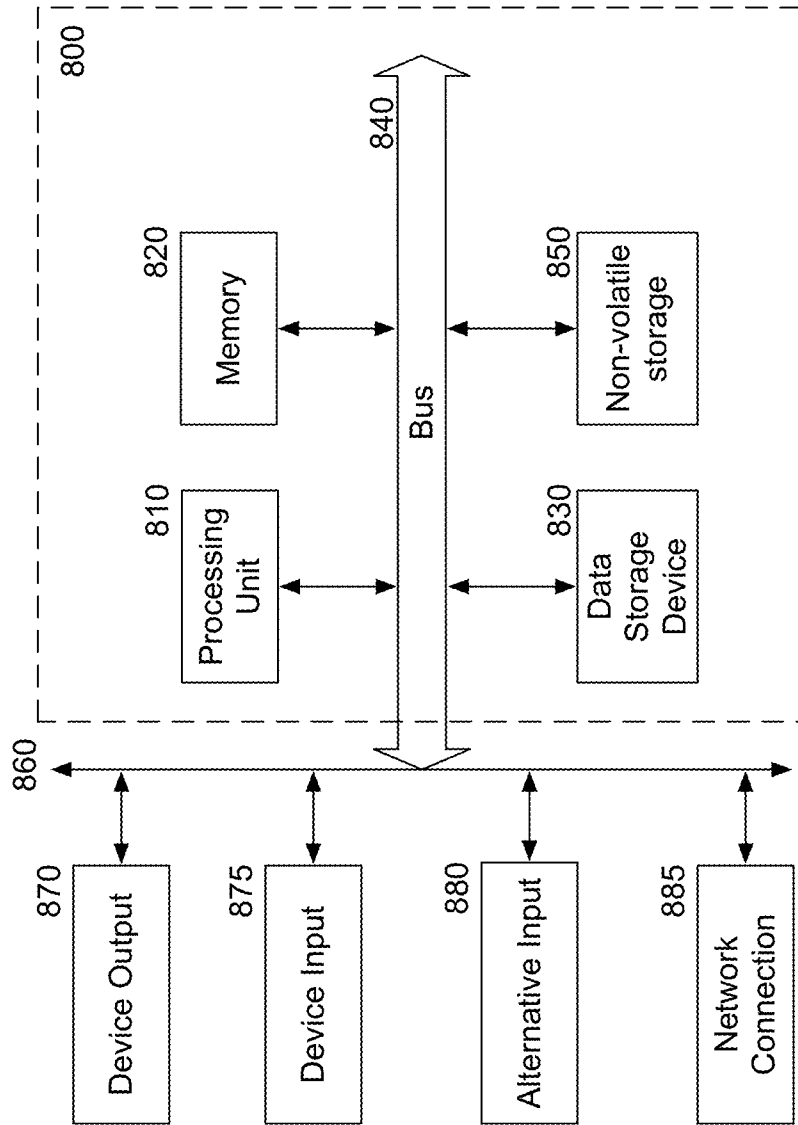 800
840
820
Memory
850
Non-volatile
storage
Bus
810
Processing
Unit
830
Data
Storage
Device
860
870
Device Output
875
Device Input
880
Alternative Input
885
Network
Connection